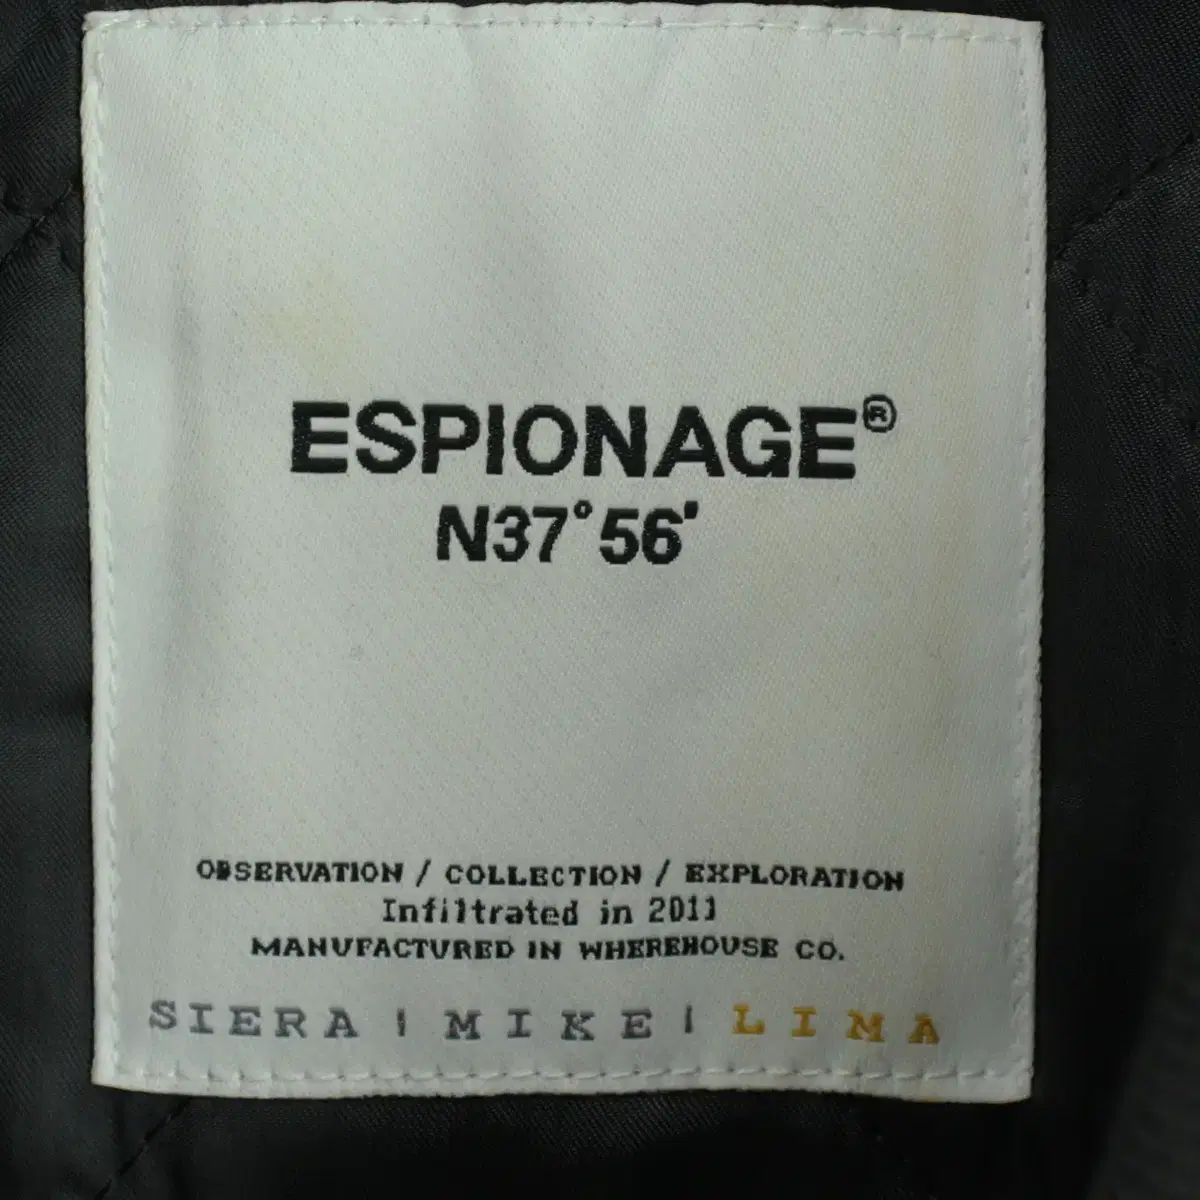 ESPIONAGE®
N37°56'
OBSERVATION / COLLECTION / EXPLORATION
Infiltrated in 2011
MANUFACTURED IN WHEREHOUSE CO.
SIERA | MIKE | LIMA